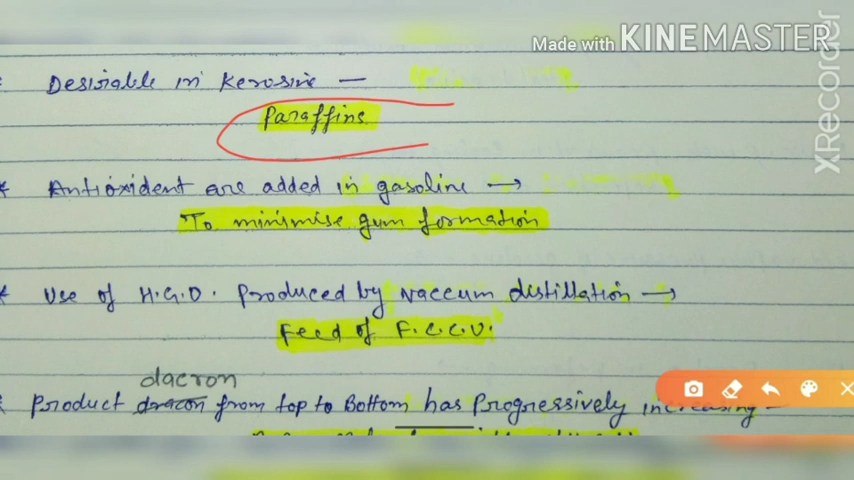 Made with KINEMASTER
XRecorder
* Desirable in Kerosine —
Paraffins
* Antioxident are added in gasoline →
To minimise gum formation
* Use of H.G.O. Produced by Vaccum distillation →
Feed of F.C.C.U.
dacron
* Product from top to Bottom has Progressively increasing —